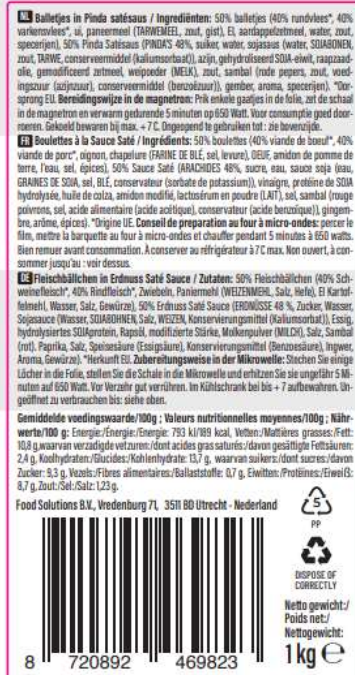 NL Balletjes in Pinda satésaus / Ingrediënten: 50% balletjes (40% rundvlees*, 40%
varkensvlees*, ui, paneermeel (TARWEMEEL, zout, gist), EI, aardappelzetmeel, water, zout,
specerijen), 50% Pinda Satésaus (PINDA'S 48%, suiker, water, sojasaus (water, SOJABONEN,
zout, TARWE, conserveermiddel (kaliumsorbaat)), azijn, gehydroliseerd SOJA-eiwit, raapzaad-
olie, gemodificeerd zetmeel, weipoeder (MELK), zout, sambal (rode pepers, zout, voed-
ingszuur (azijnzuur), conserveermiddel (benzoëzuur)), gember, aroma, specerijen). *Oor-
sprong EU. Bereidingswijze in de magnetron: Prik enkele gaatjes in de folie, zet de schaal
in de magnetron en verwarm gedurende 5 minuten op 650 Watt. Voor consumptie goed door-
roeren. Gekoeld bewaren bij max. + 7 C. Ongeopend te gebruiken tot: zie bovenzijde.
FR Boulettes à la Sauce Saté / Ingrédients: 50% boulettes (40% viande de boeuf*, 40%
viande de porc*, oignon, chapelure (FARINE DE BLÉ, sel, levure), OEUF, amidon de pomme de
terre, l'eau, sel, épices), 50% Sauce Saté (ARACHIDES 48%, sucre, eau, sauce soja (eau,
GRAINES DE SOJA, sel, BLÉ, conservateur (sorbate de potassium)), vinaigre, protéine de SOJA
hydrolysée, huile de colza, amidon modifié, lactosérum en poudre (LAIT), sel, sambal (rouge
poivrons, sel, acide alimentaire (acide acétique), conservateur (acide benzoïque)), gingem-
bre, arôme, épices). *Origine UE. Conseil de préparation au four à micro-ondes: percer le
film, mettre la barquette au four à micro-ondes et chauffer pendant 5 minutes à 650 watts.
Bien remuer avant consommation. A conserver au réfrigérateur à 7 C max. Non ouvert, à con-
sommer jusqu'au : voir dessus.
DE Fleischbällchen in Erdnuss Saté Sauce / Zutaten: 50% Fleischbällchen (40% Sch-
weinefleisch*, 40% Rindfleisch*, Zwiebeln, Paniermehl (WEIZENMEHL, Salz, Hefe), EI Kartof-
felmehl, Wasser, Salz, Gewürze), 50% Erdnüss Saté Sauce (ERDNÜSSE 48 %, Zucker, Wasser,
Sojasauce (Wasser, SOJABOHNEN, Salz, WEIZEN, Konservierungsmittel (Kaliumsorbat)), Essig,
hydrolysiertes SOJAprotein, Rapsöl, modifizierte Stärke, Molkenpulver (MILCH), Salz, Sambal
(rot). Paprika, Salz, Speisesäure (Essigsäure), Konservierungsmittel (Benzoesäure), Ingwer,
Aroma, Gewürze). *Herkunft EU. Zubereitungsweise in der Mikrowelle: Stechen Sie einige
Löcher in die Folie, stellen Sie die Schale in die Mikrowelle und erhitzen Sie sie ungefähr 5 Mi-
nuten auf 650 Watt. Vor Verzehr gut verrühren. Im Kühlschrank bei bis + 7 aufbewahren. Un-
geöffnet zu verbrauchen bis: siehe oben.
Gemiddelde voedingswaarde/100g ; Valeurs nutritionnelles moyennes/100g ; Nähr-
werte/100 g: Energie:/Energie:/Energie: 793 kJ/189 kcal, Vetten:/Matières grasses:/Fett:
10,8 g, waarvan verzadigde vetzuren:/dont acides gras saturés:/davon gesättigte Fettsäuren:
2,4 g, Koolhydraten:/Glucides:/Kohlenhydrate: 13,7 g, waarvan suikers:/dont sucres:/davon
Zucker: 9,3 g, Vezels:/Fibres alimentaires:/Ballaststoffe: 0,7 g, Eiwitten:/Protéines:/Eiweiß:
8,7 g, Zout:/Sel:/Salz: 1,23 g.
Food Solutions B.V., Vredenburg 71, 3511 BD Utrecht - Nederland
5
PP
DISPOSE OF
CORRECTLY
Netto gewicht:/
Poids net:/
Nettogewicht:
1 kg ℮
8 720892 469823